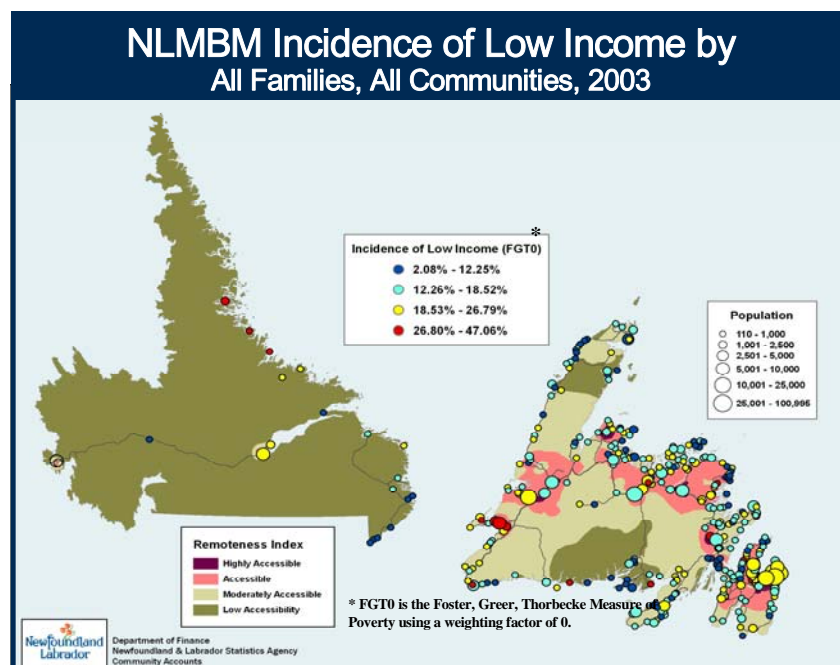 NLMBM Incidence of Low Income by
All Families, All Communities, 2003
*
Incidence of Low Income (FGT0)
2.08% - 12.25%
12.26% - 18.52%
18.53% - 26.79%
26.80% - 47.06%
Population
110 - 1,000
1,001 - 2,500
2,501 - 5,000
5,001 - 10,000
10,001 - 25,000
25,001 - 100,995
Remoteness Index
Highly Accessible
Accessible
Moderately Accessible
Low Accessibility
* FGT0 is the Foster, Greer, Thorbecke Measure of
Poverty using a weighting factor of 0.
Newfoundland
Labrador
Department of Finance
Newfoundland & Labrador Statistics Agency
Community Accounts